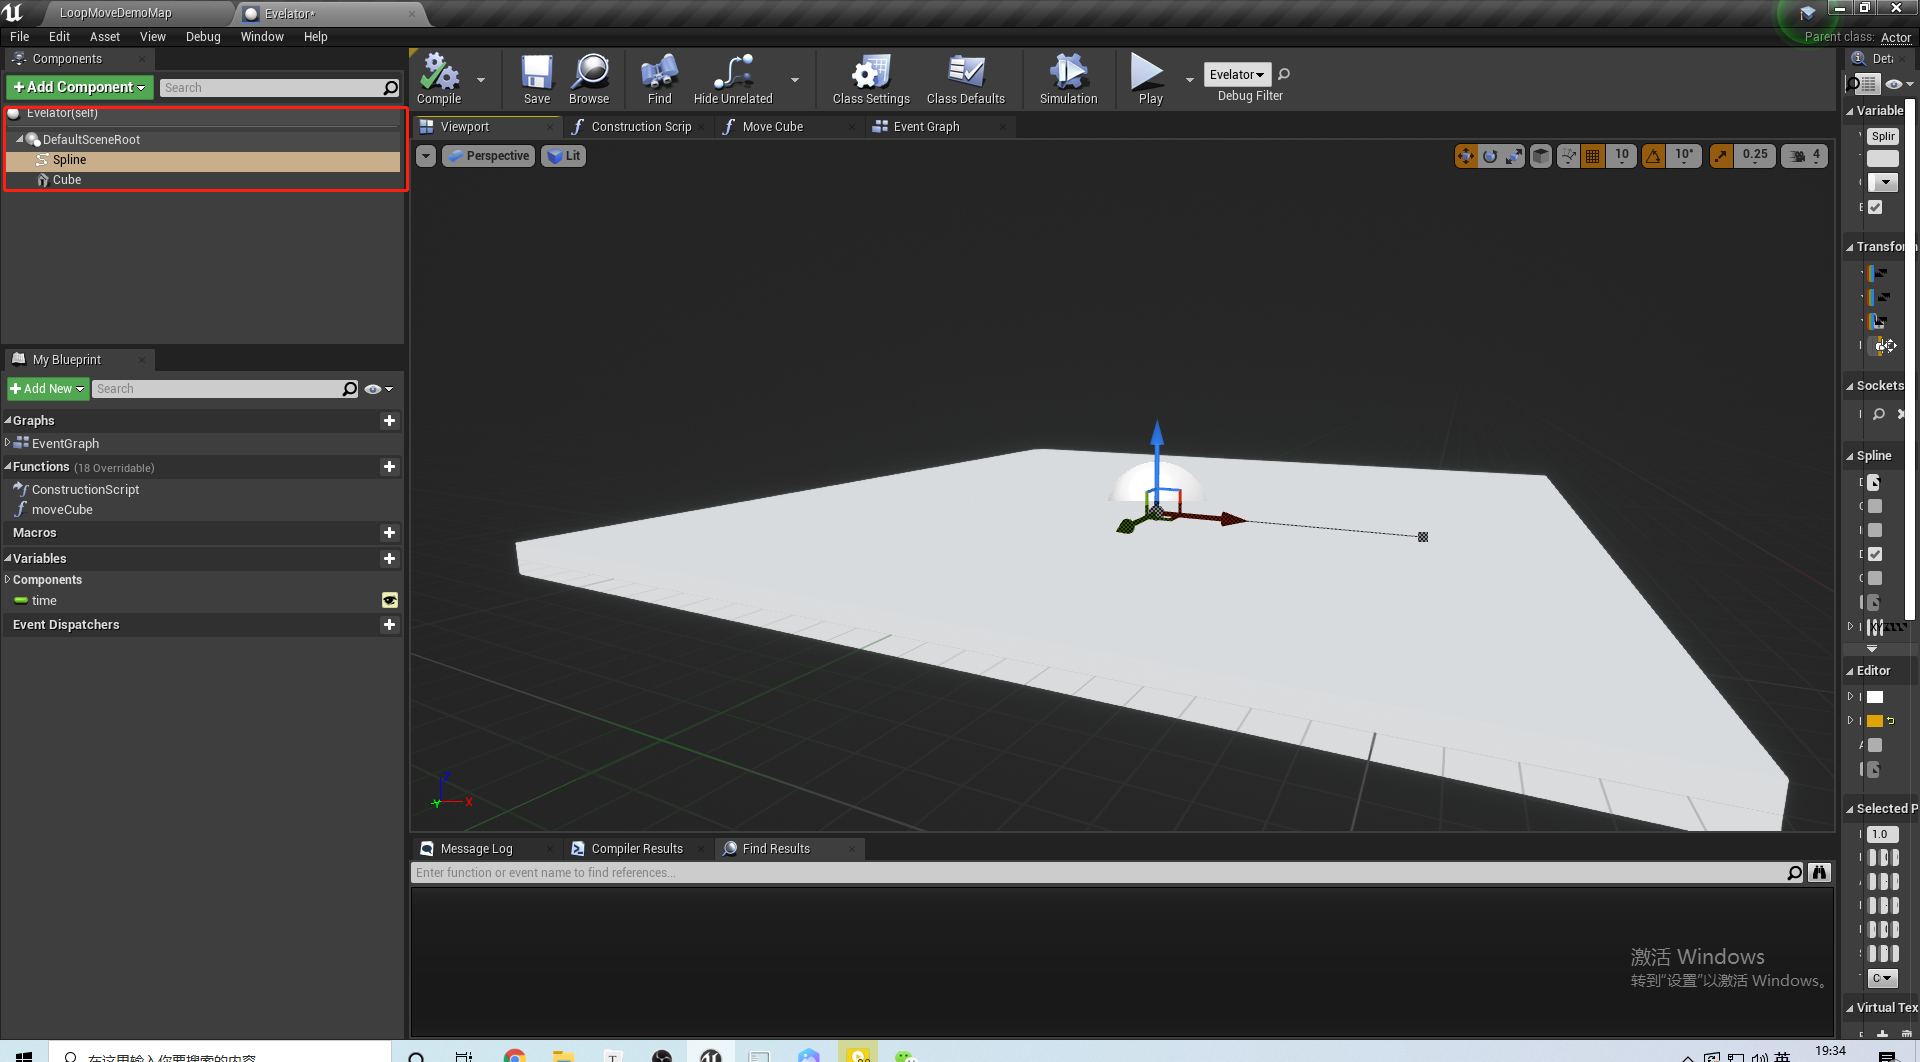 LoopMoveDemoMap
Evelator*
File Edit Asset View Debug Window Help
Parent class: Actor
Components
Add Component
Search
Evelator(self)
DefaultSceneRoot
Spline
Cube
My Blueprint
Add New
Search
Graphs
EventGraph
Functions (18 Overridable)
ConstructionScript
moveCube
Macros
Variables
Components
time
Event Dispatchers
Compile
Save
Browse
Find
Hide Unrelated
Class Settings
Class Defaults
Simulation
Play
Evelator
Debug Filter
Viewport
Construction Scrip
Move Cube
Event Graph
Perspective
Lit
10
10°
0.25
4
Z
X
Y
Message Log
Compiler Results
Find Results
Enter function or event name to find references...
激活 Windows
转到“设置”以激活 Windows。
Deta
Variable
Splin
Transform
Sockets
Spline
Editor
Selected P
1.0
C
Virtual Tex
在这里输入你要搜索的内容
英
19:34